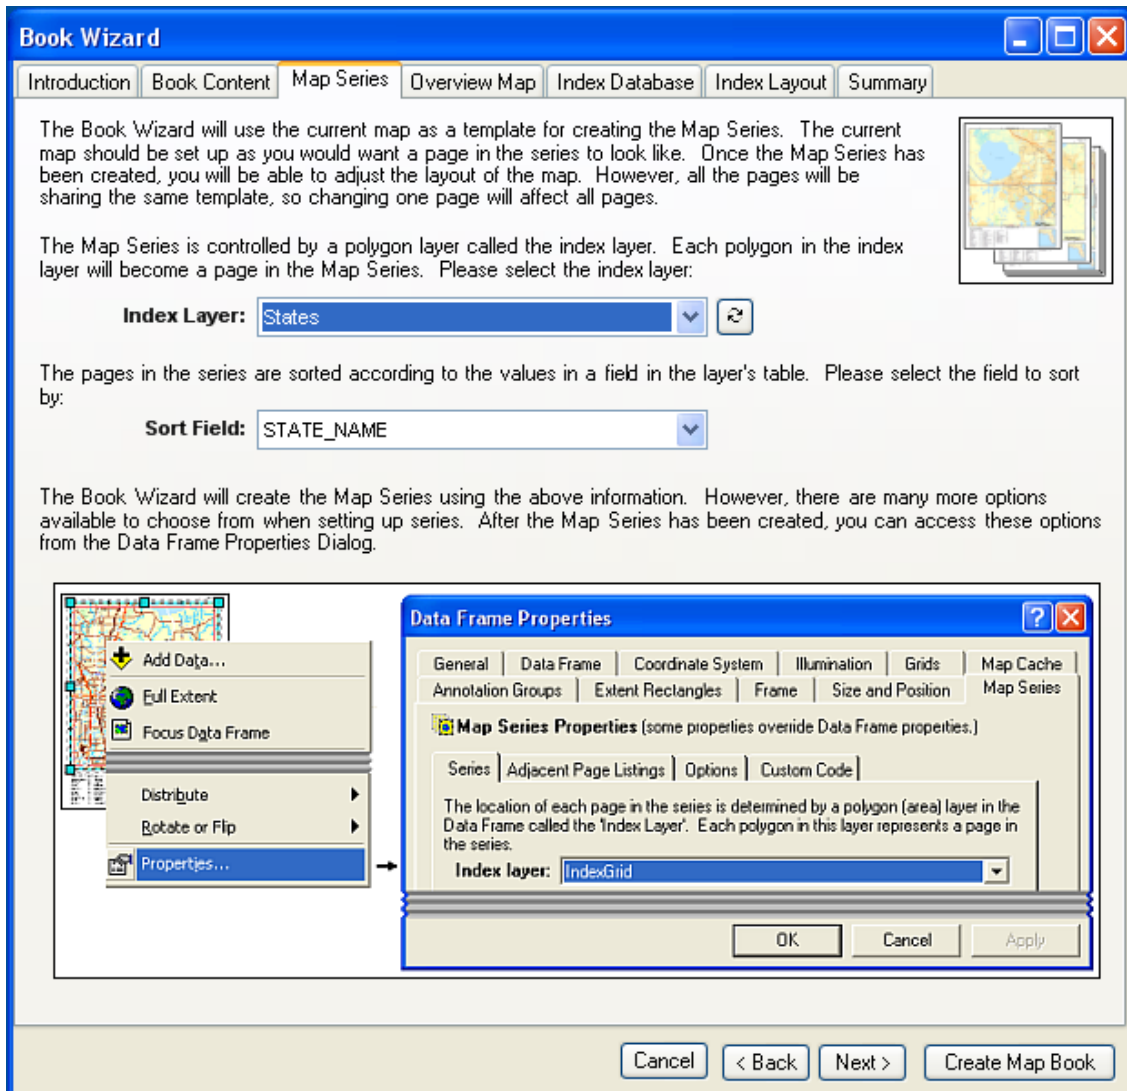 Book Wizard
Introduction Book Content Map Series Overview Map Index Database Index Layout Summary
The Book Wizard will use the current map as a template for creating the Map Series. The current
map should be set up as you would want a page in the series to look like. Once the Map Series has
been created, you will be able to adjust the layout of the map. However, all the pages will be
sharing the same template, so changing one page will affect all pages.
The Map Series is controlled by a polygon layer called the index layer. Each polygon in the index
layer will become a page in the Map Series. Please select the index layer:
Index Layer: States
The pages in the series are sorted according to the values in a field in the layer's table. Please select the field to sort
by:
Sort Field: STATE_NAME
The Book Wizard will create the Map Series using the above information. However, there are many more options
available to choose from when setting up series. After the Map Series has been created, you can access these options
from the Data Frame Properties Dialog.
Add Data...
Full Extent
Focus Data Frame
Distribute
Rotate or Flip
Properties...
Data Frame Properties
General Data Frame Coordinate System Illumination Grids Map Cache
Annotation Groups Extent Rectangles Frame Size and Position Map Series
Map Series Properties (some properties override Data Frame properties.)
Series Adjacent Page Listings Options Custom Code
The location of each page in the series is determined by a polygon (area) layer in the
Data Frame called the 'Index Layer'. Each polygon in this layer represents a page in
the series.
Index layer: IndexGrid
OK Cancel Apply
Cancel < Back Next > Create Map Book